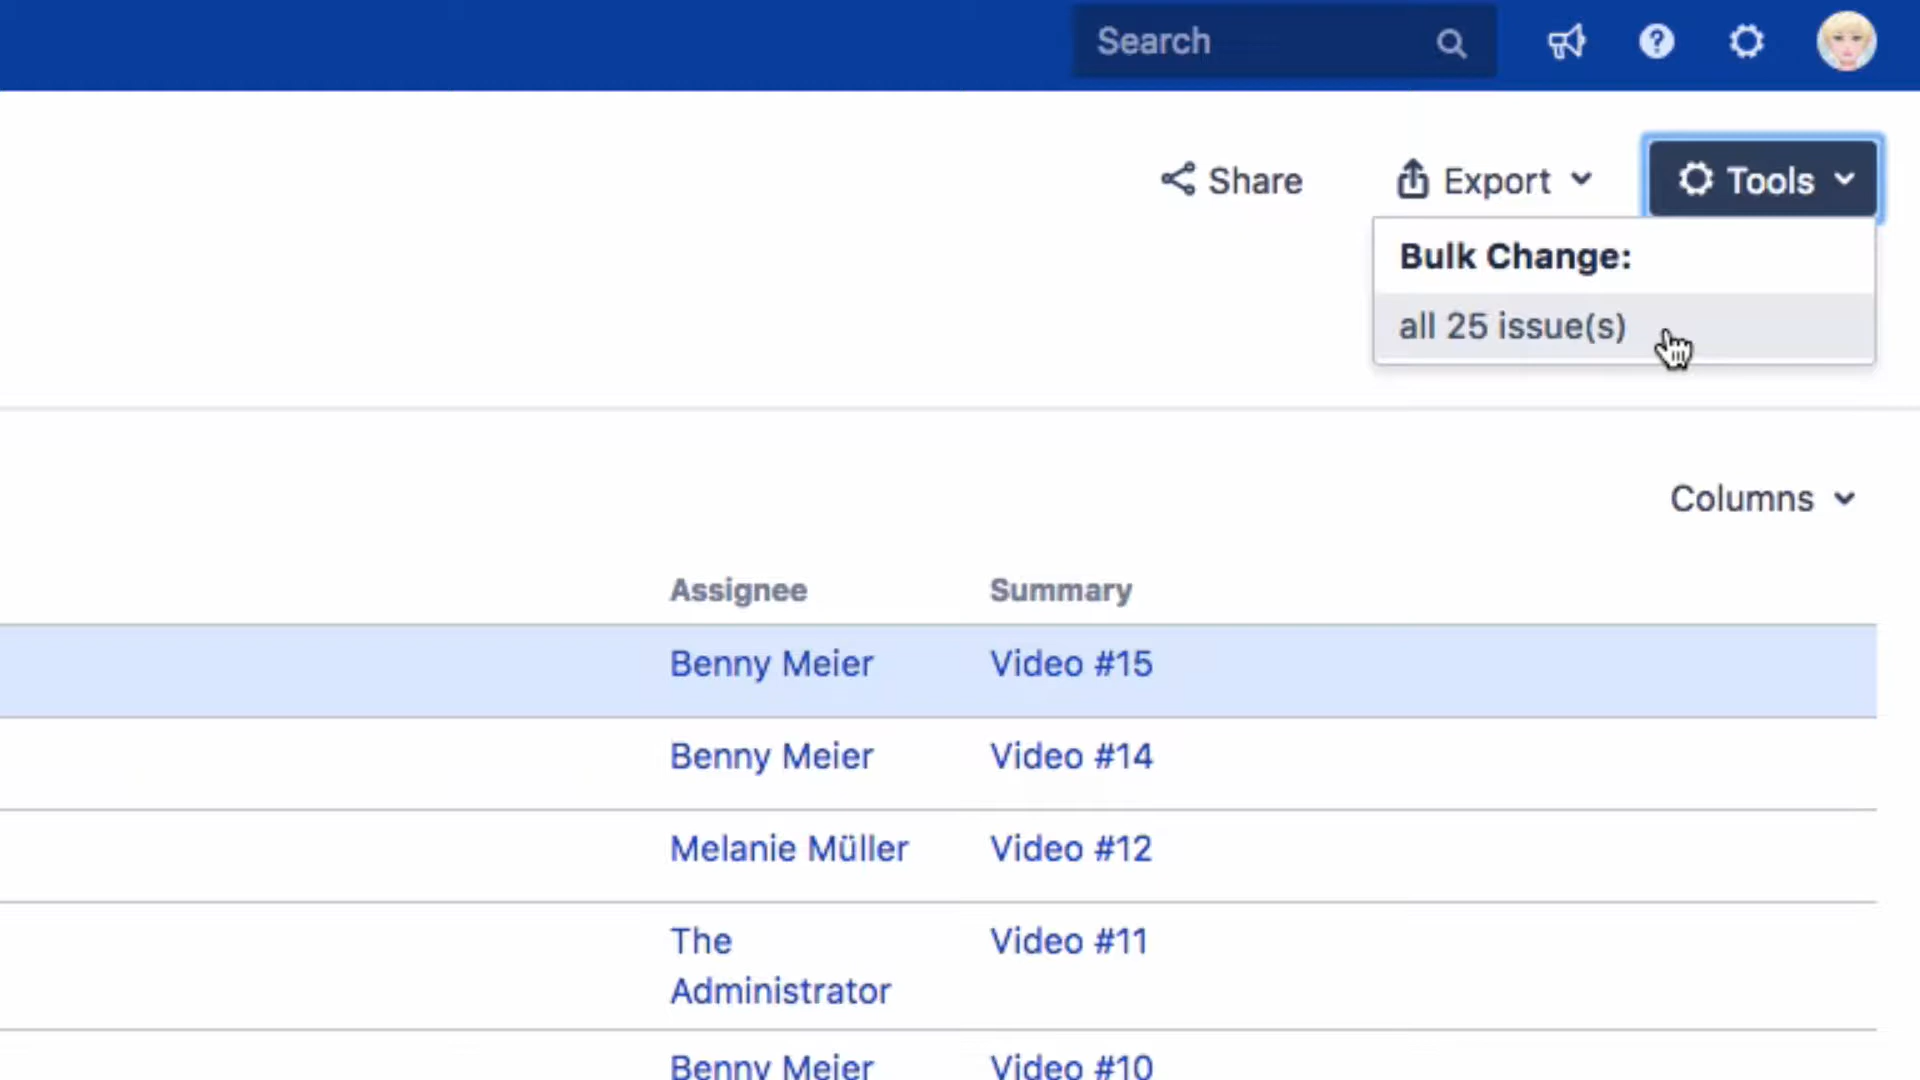 Search
Share
Export
Tools
Bulk Change:
all 25 issue(s)
Columns
Assignee
Summary
Benny Meier
Video #15
Benny Meier
Video #14
Melanie Müller
Video #12
The
Administrator
Video #11
Benny Meier
Video #10